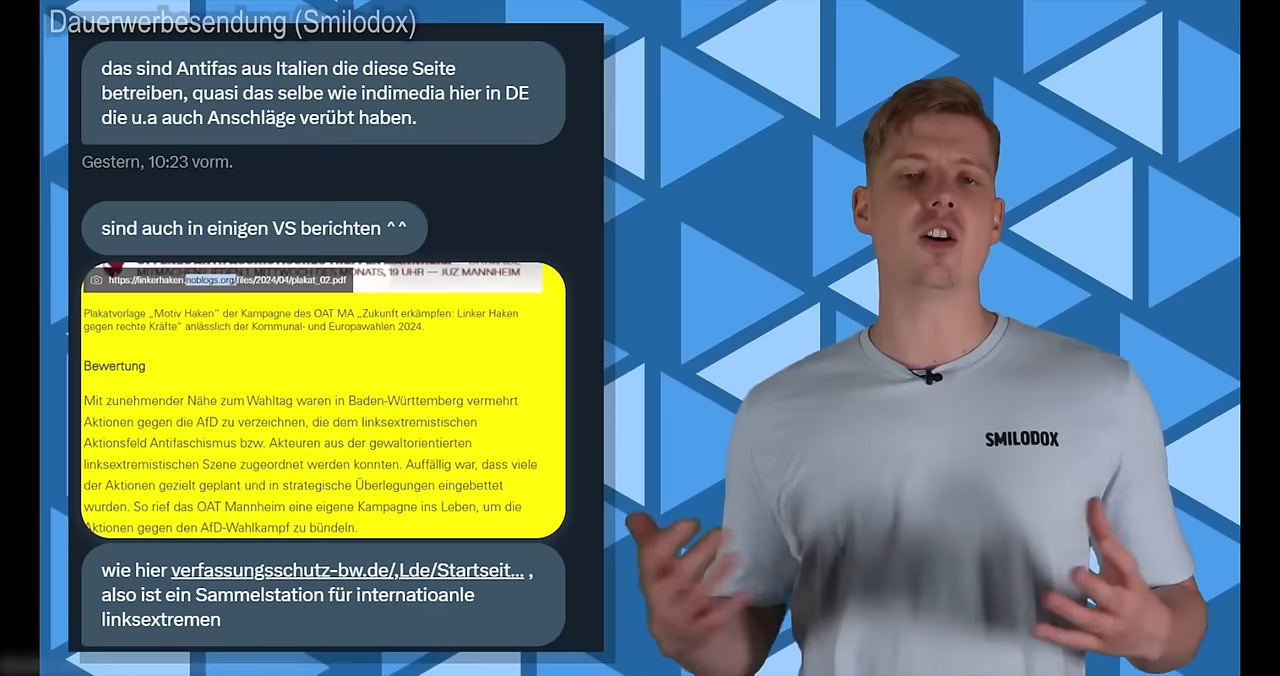 Dauerwerbesendung (Smilodox)
das sind Antifas aus Italien die diese Seite
betreiben, quasi das selbe wie indimedia hier in DE
die u.a auch Anschläge verübt haben.
Gestern, 10:23 vorm.
sind auch in einigen VS berichten ^^
MITMACHEN: JEDEN 1. MITTWOCH DES MONATS, 19 UHR — JUZ MANNHEIM
https://linkerhaken.noblogs.org/files/2024/04/plakat_02.pdf
Plakatvorlage „Motiv Haken“ der Kampagne des OAT MA „Zukunft erkämpfen: Linker Haken
gegen rechte Kräfte“ anlässlich der Kommunal- und Europawahlen 2024.
Bewertung
Mit zunehmender Nähe zum Wahltag waren in Baden-Württemberg vermehrt
Aktionen gegen die AfD zu verzeichnen, die dem linksextremistischen
Aktionsfeld Antifaschismus bzw. Akteuren aus der gewaltorientierten
linksextremistischen Szene zugeordnet werden konnten. Auffällig war, dass viele
der Aktionen gezielt geplant und in strategische Überlegungen eingebettet
wurden. So rief das OAT Mannheim eine eigene Kampagne ins Leben, um die
Aktionen gegen den AfD-Wahlkampf zu bündeln.
wie hier verfassungsschutz-bw.de/,Lde/Startseit... ,
also ist ein Sammelstation für internatioanle
linksextremen
SMILODOX